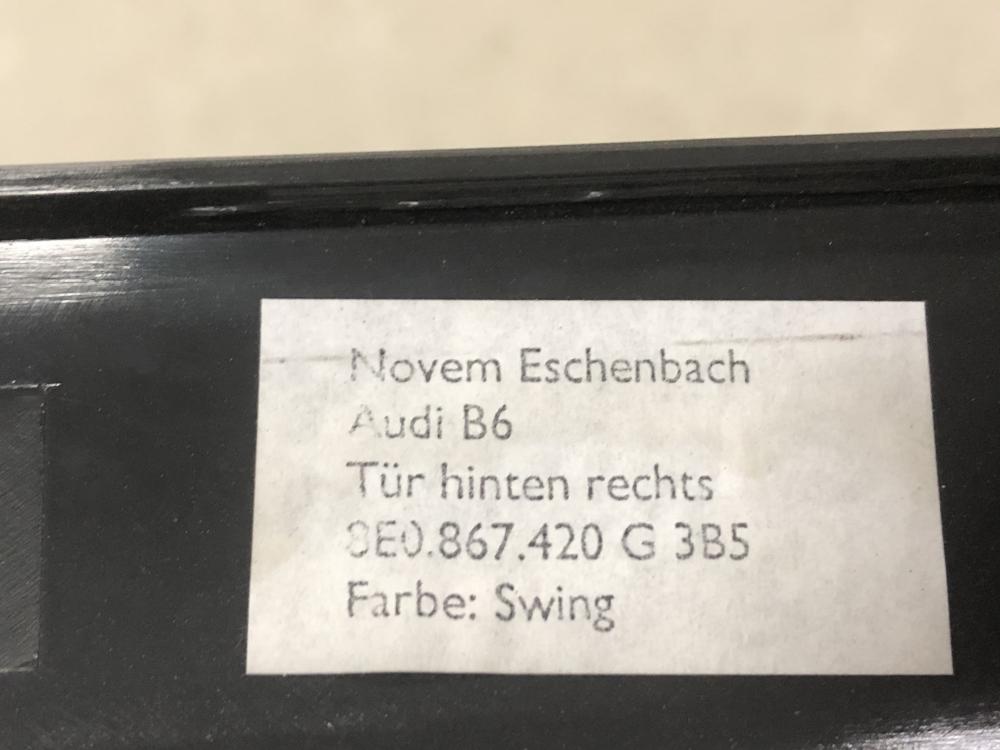 Novem Eschenbach
Audi B6
Tür hinten rechts
8E0.867.420 G 3B5
Farbe: Swing